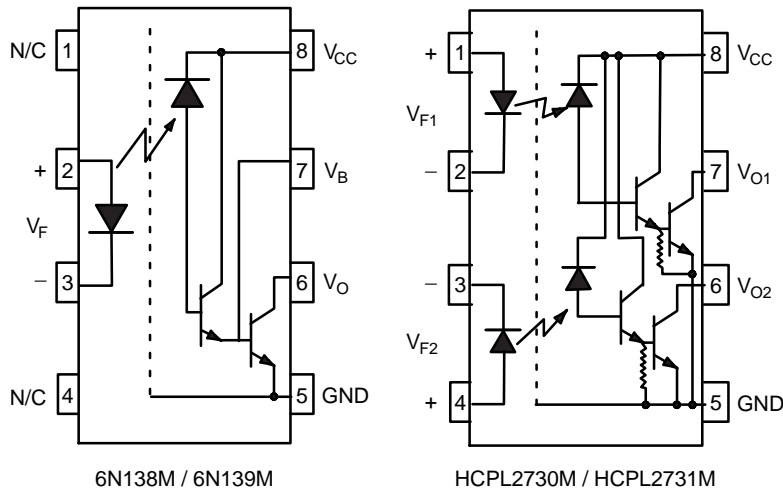 N/C 1
8 VCC
+ 2
7 VB
VF
− 3
6 VO
N/C 4
5 GND
6N138M / 6N139M
+ 1
8 VCC
VF1
− 2
7 VO1
− 3
6 VO2
VF2
+ 4
5 GND
HCPL2730M / HCPL2731M